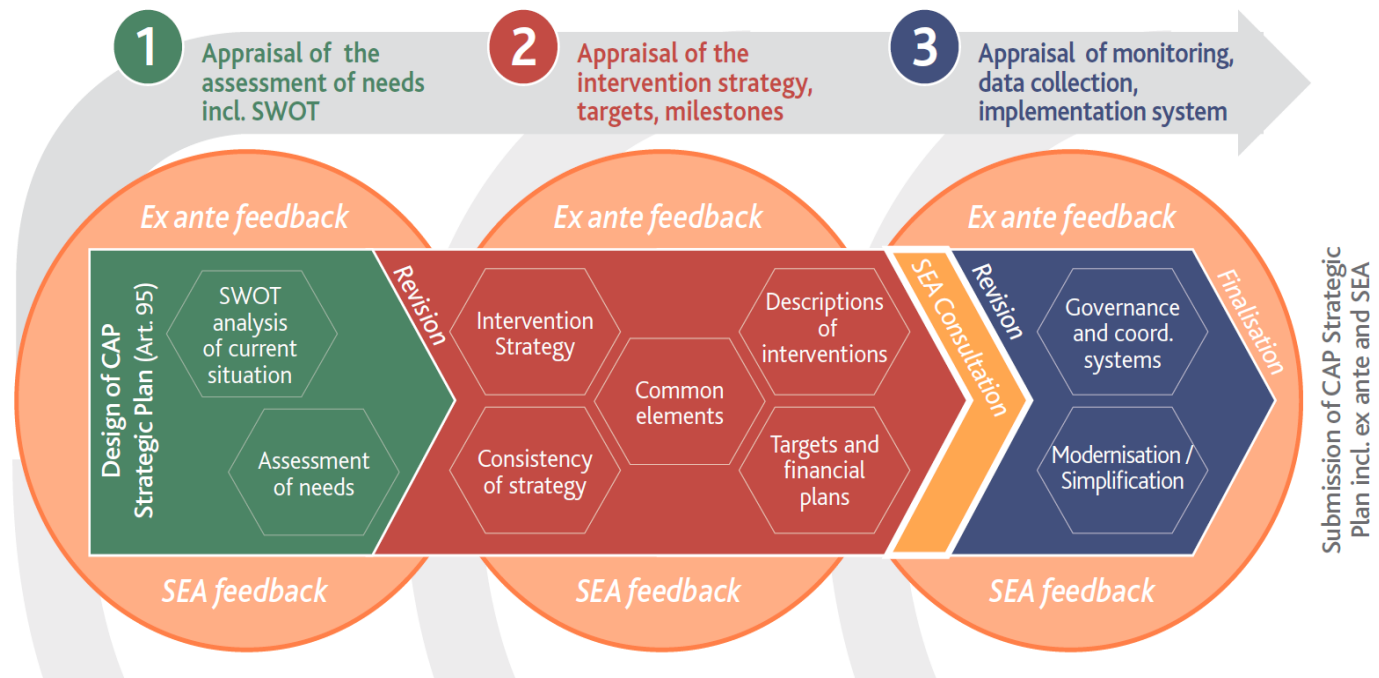 1
Appraisal of the
assessment of needs
incl. SWOT
2
Appraisal of the
intervention strategy,
targets, milestones
3
Appraisal of monitoring,
data collection,
implementation system
Ex ante feedback
Ex ante feedback
Ex ante feedback
Design of CAP
Strategic Plan (Art. 95)
SWOT
analysis
of current
situation
Assessment
of needs
Revision
Intervention
Strategy
Consistency
of strategy
Common
elements
Descriptions
of
interventions
Targets and
financial
plans
SEA Consultation
Revision
Governance
and coord.
systems
Modernisation /
Simplification
Finalisation
SEA feedback
SEA feedback
SEA feedback
Submission of CAP Strategic
Plan incl. ex ante and SEA